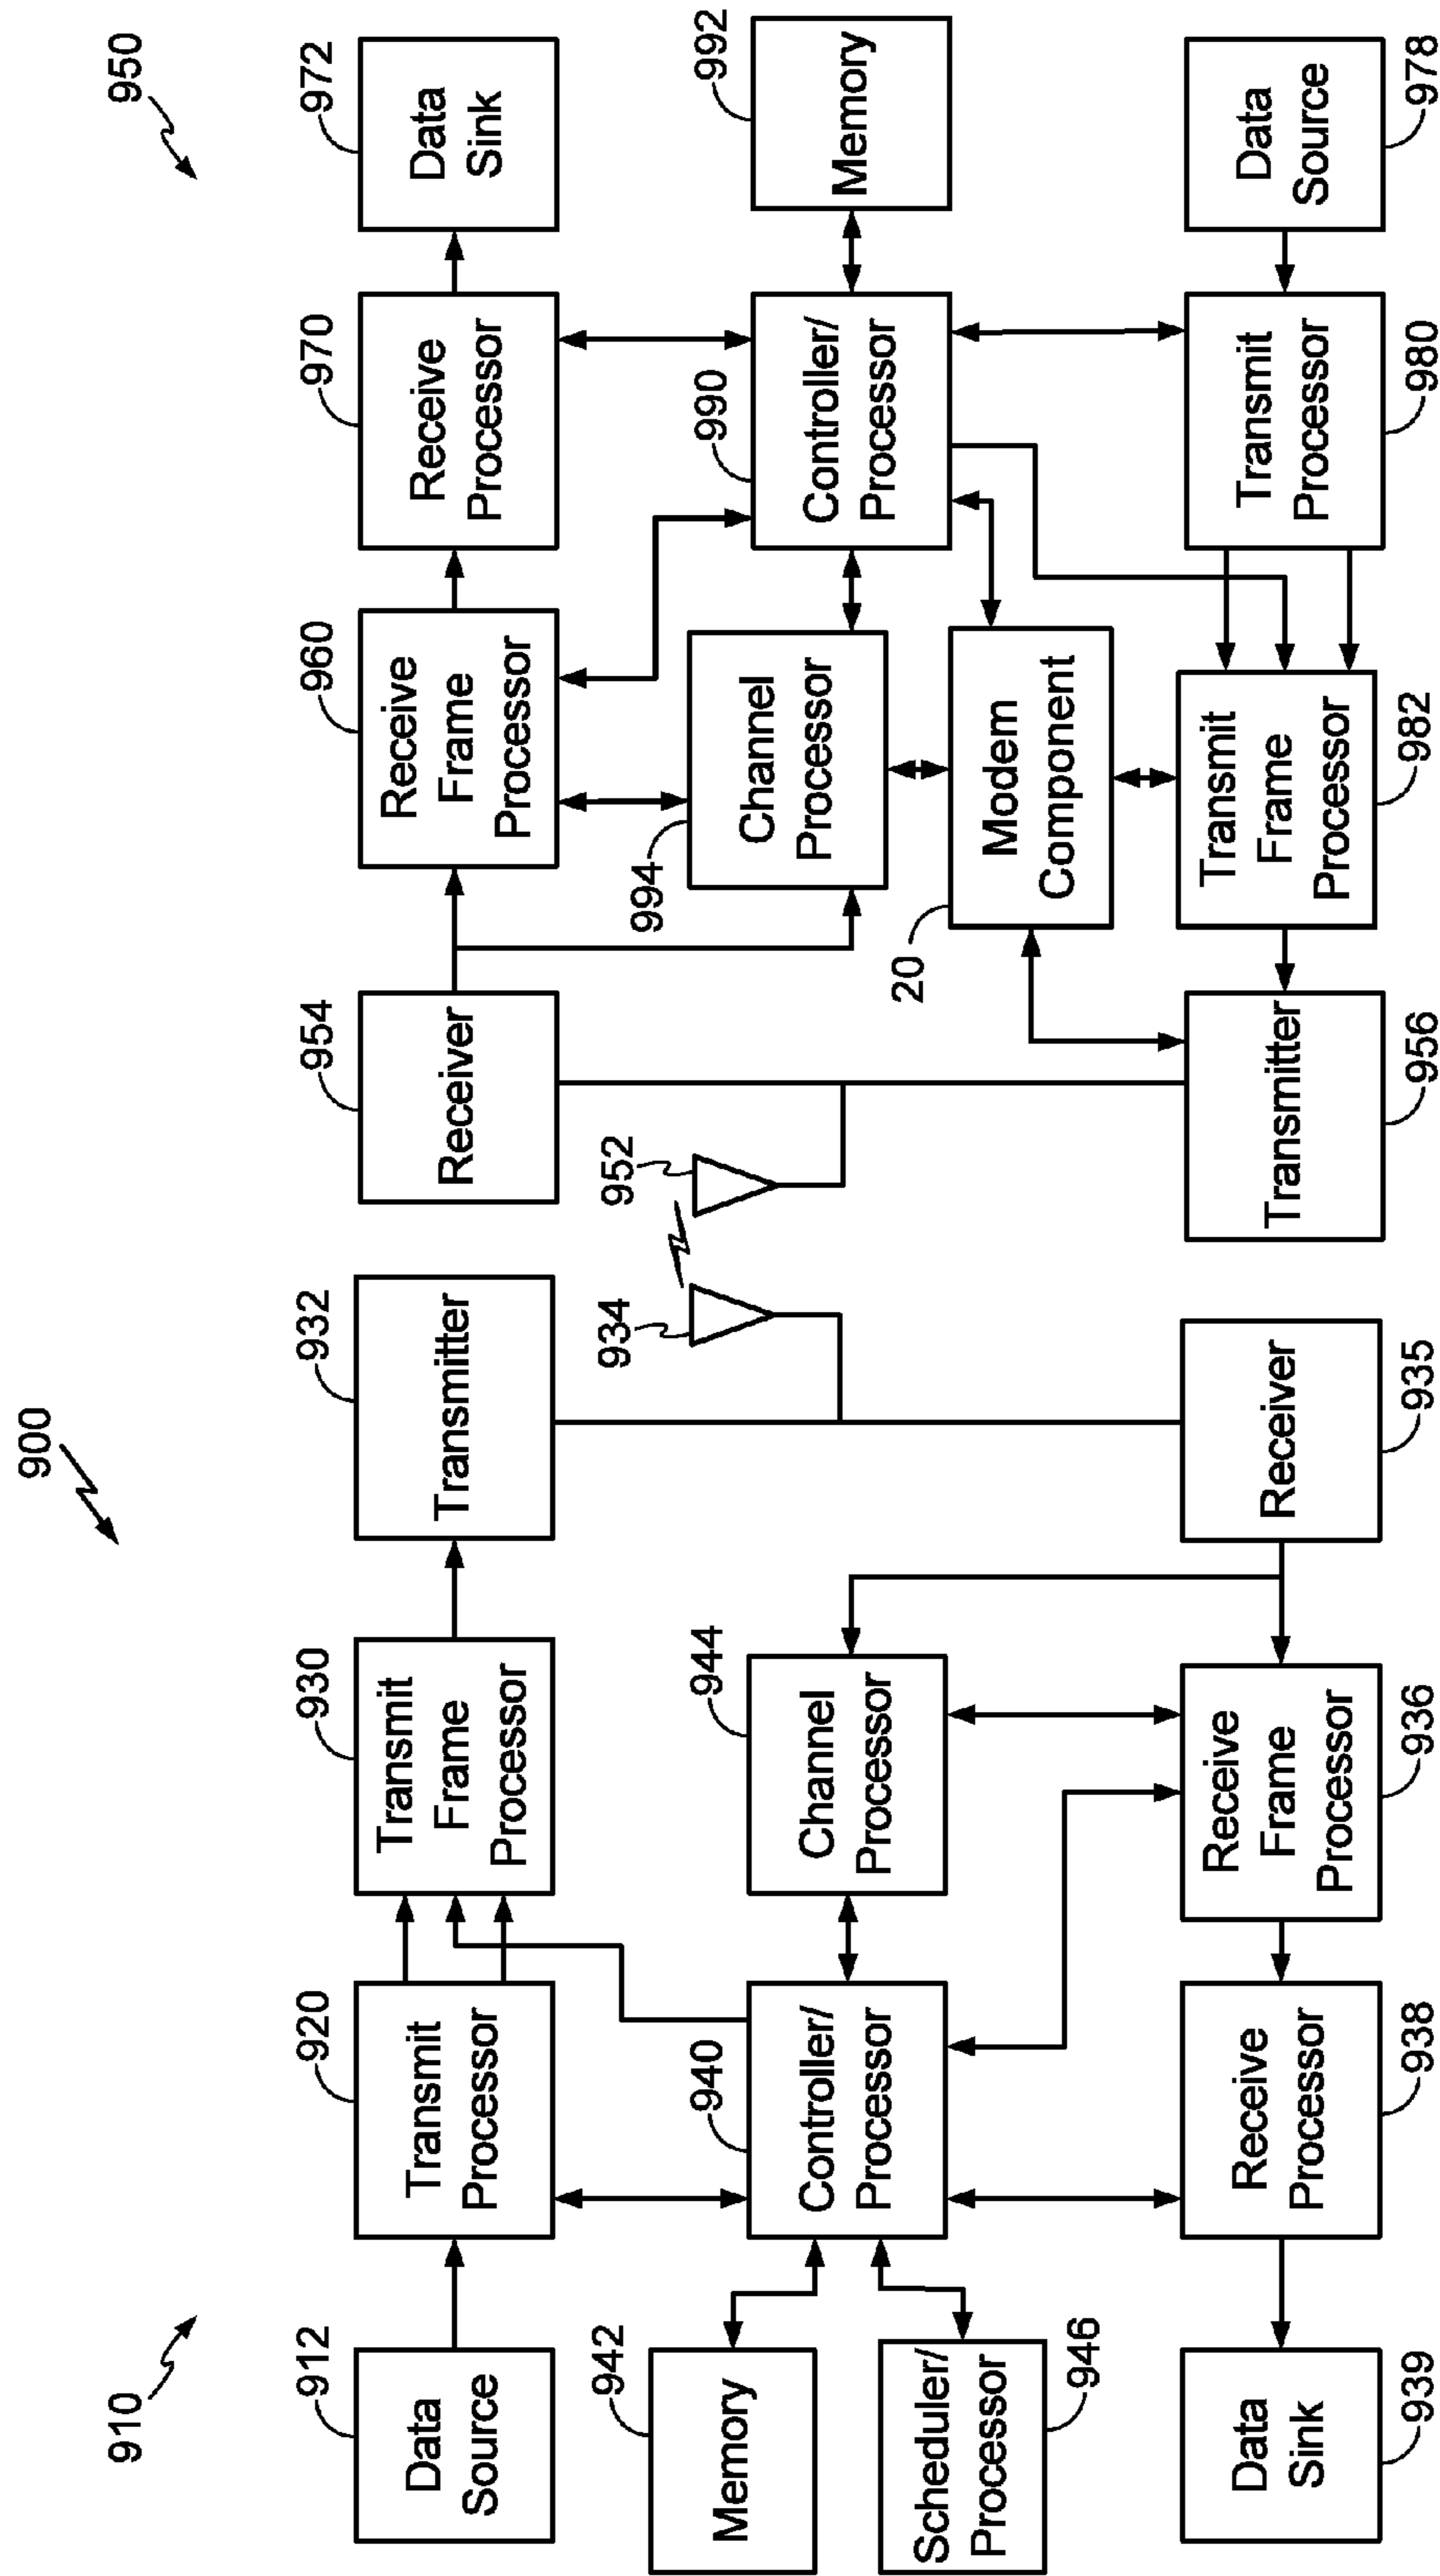 900
910
950
912
Data
Source
920
Transmit
Processor
930
Transmit
Frame
Processor
932
Transmitter
954
Receiver
960
Receive
Frame
Processor
970
Receive
Processor
972
Data
Sink
942
Memory
940
Controller/
Processor
944
Channel
Processor
934
952
994
Channel
Processor
990
Controller/
Processor
992
Memory
Scheduler/
Processor
946
20
Modem
Component
Data
Sink
939
Receive
Processor
938
Receive
Frame
Processor
936
Receiver
935
Transmitter
956
Transmit
Frame
Processor
982
Transmit
Processor
980
Data
Source
978